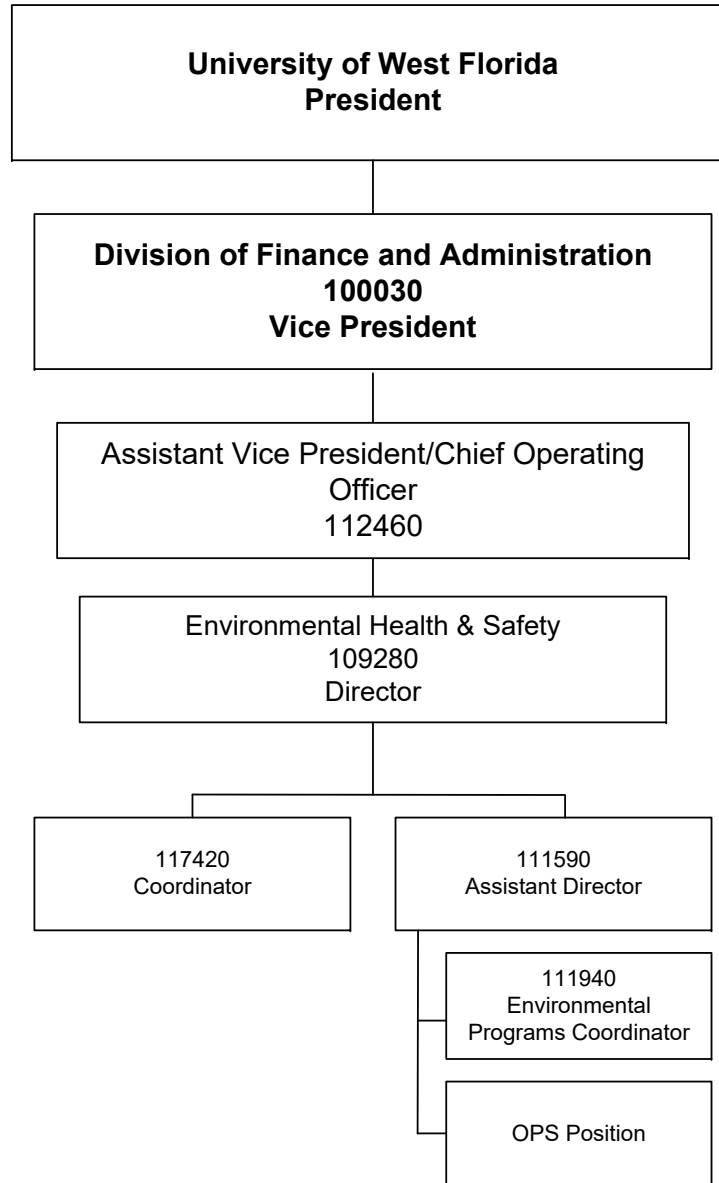 University of West Florida
President
Division of Finance and Administration
100030
Vice President
Assistant Vice President/Chief Operating
Officer
112460
Environmental Health & Safety
109280
Director
117420
Coordinator
111590
Assistant Director
111940
Environmental
Programs Coordinator
OPS Position